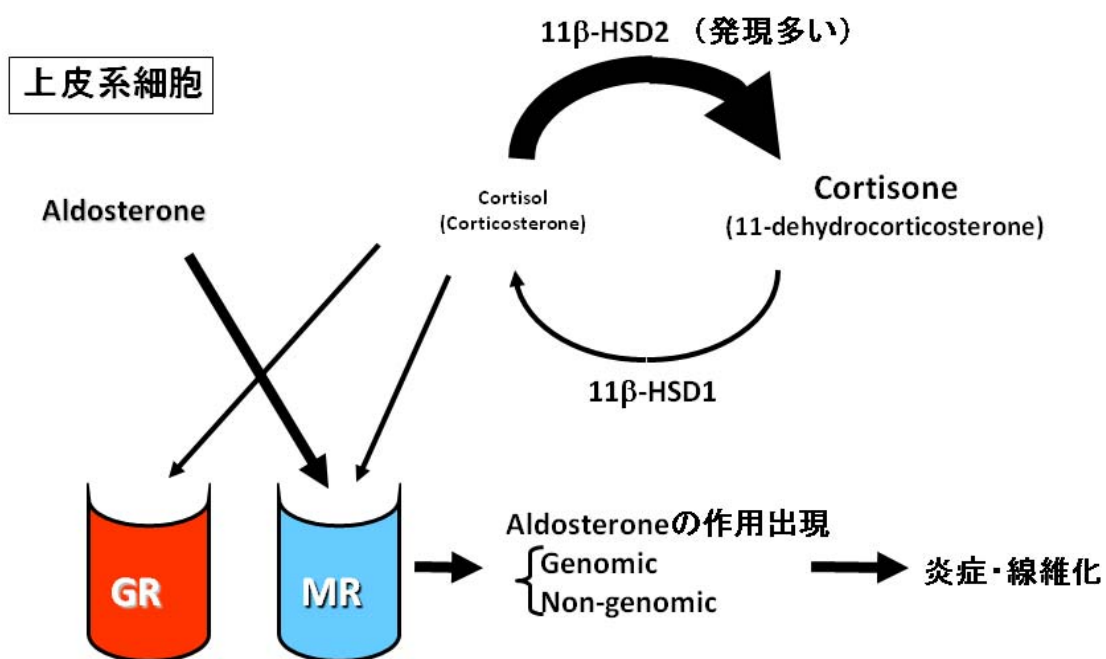 11β-HSD2 （発現多い）
上皮系細胞
Aldosterone
Cortisol
(Corticosterone)
Cortisone
(11-dehydrocorticosterone)
11β-HSD1
GR
MR
Aldosteroneの作用出現
Genomic
Non-genomic
炎症・線維化